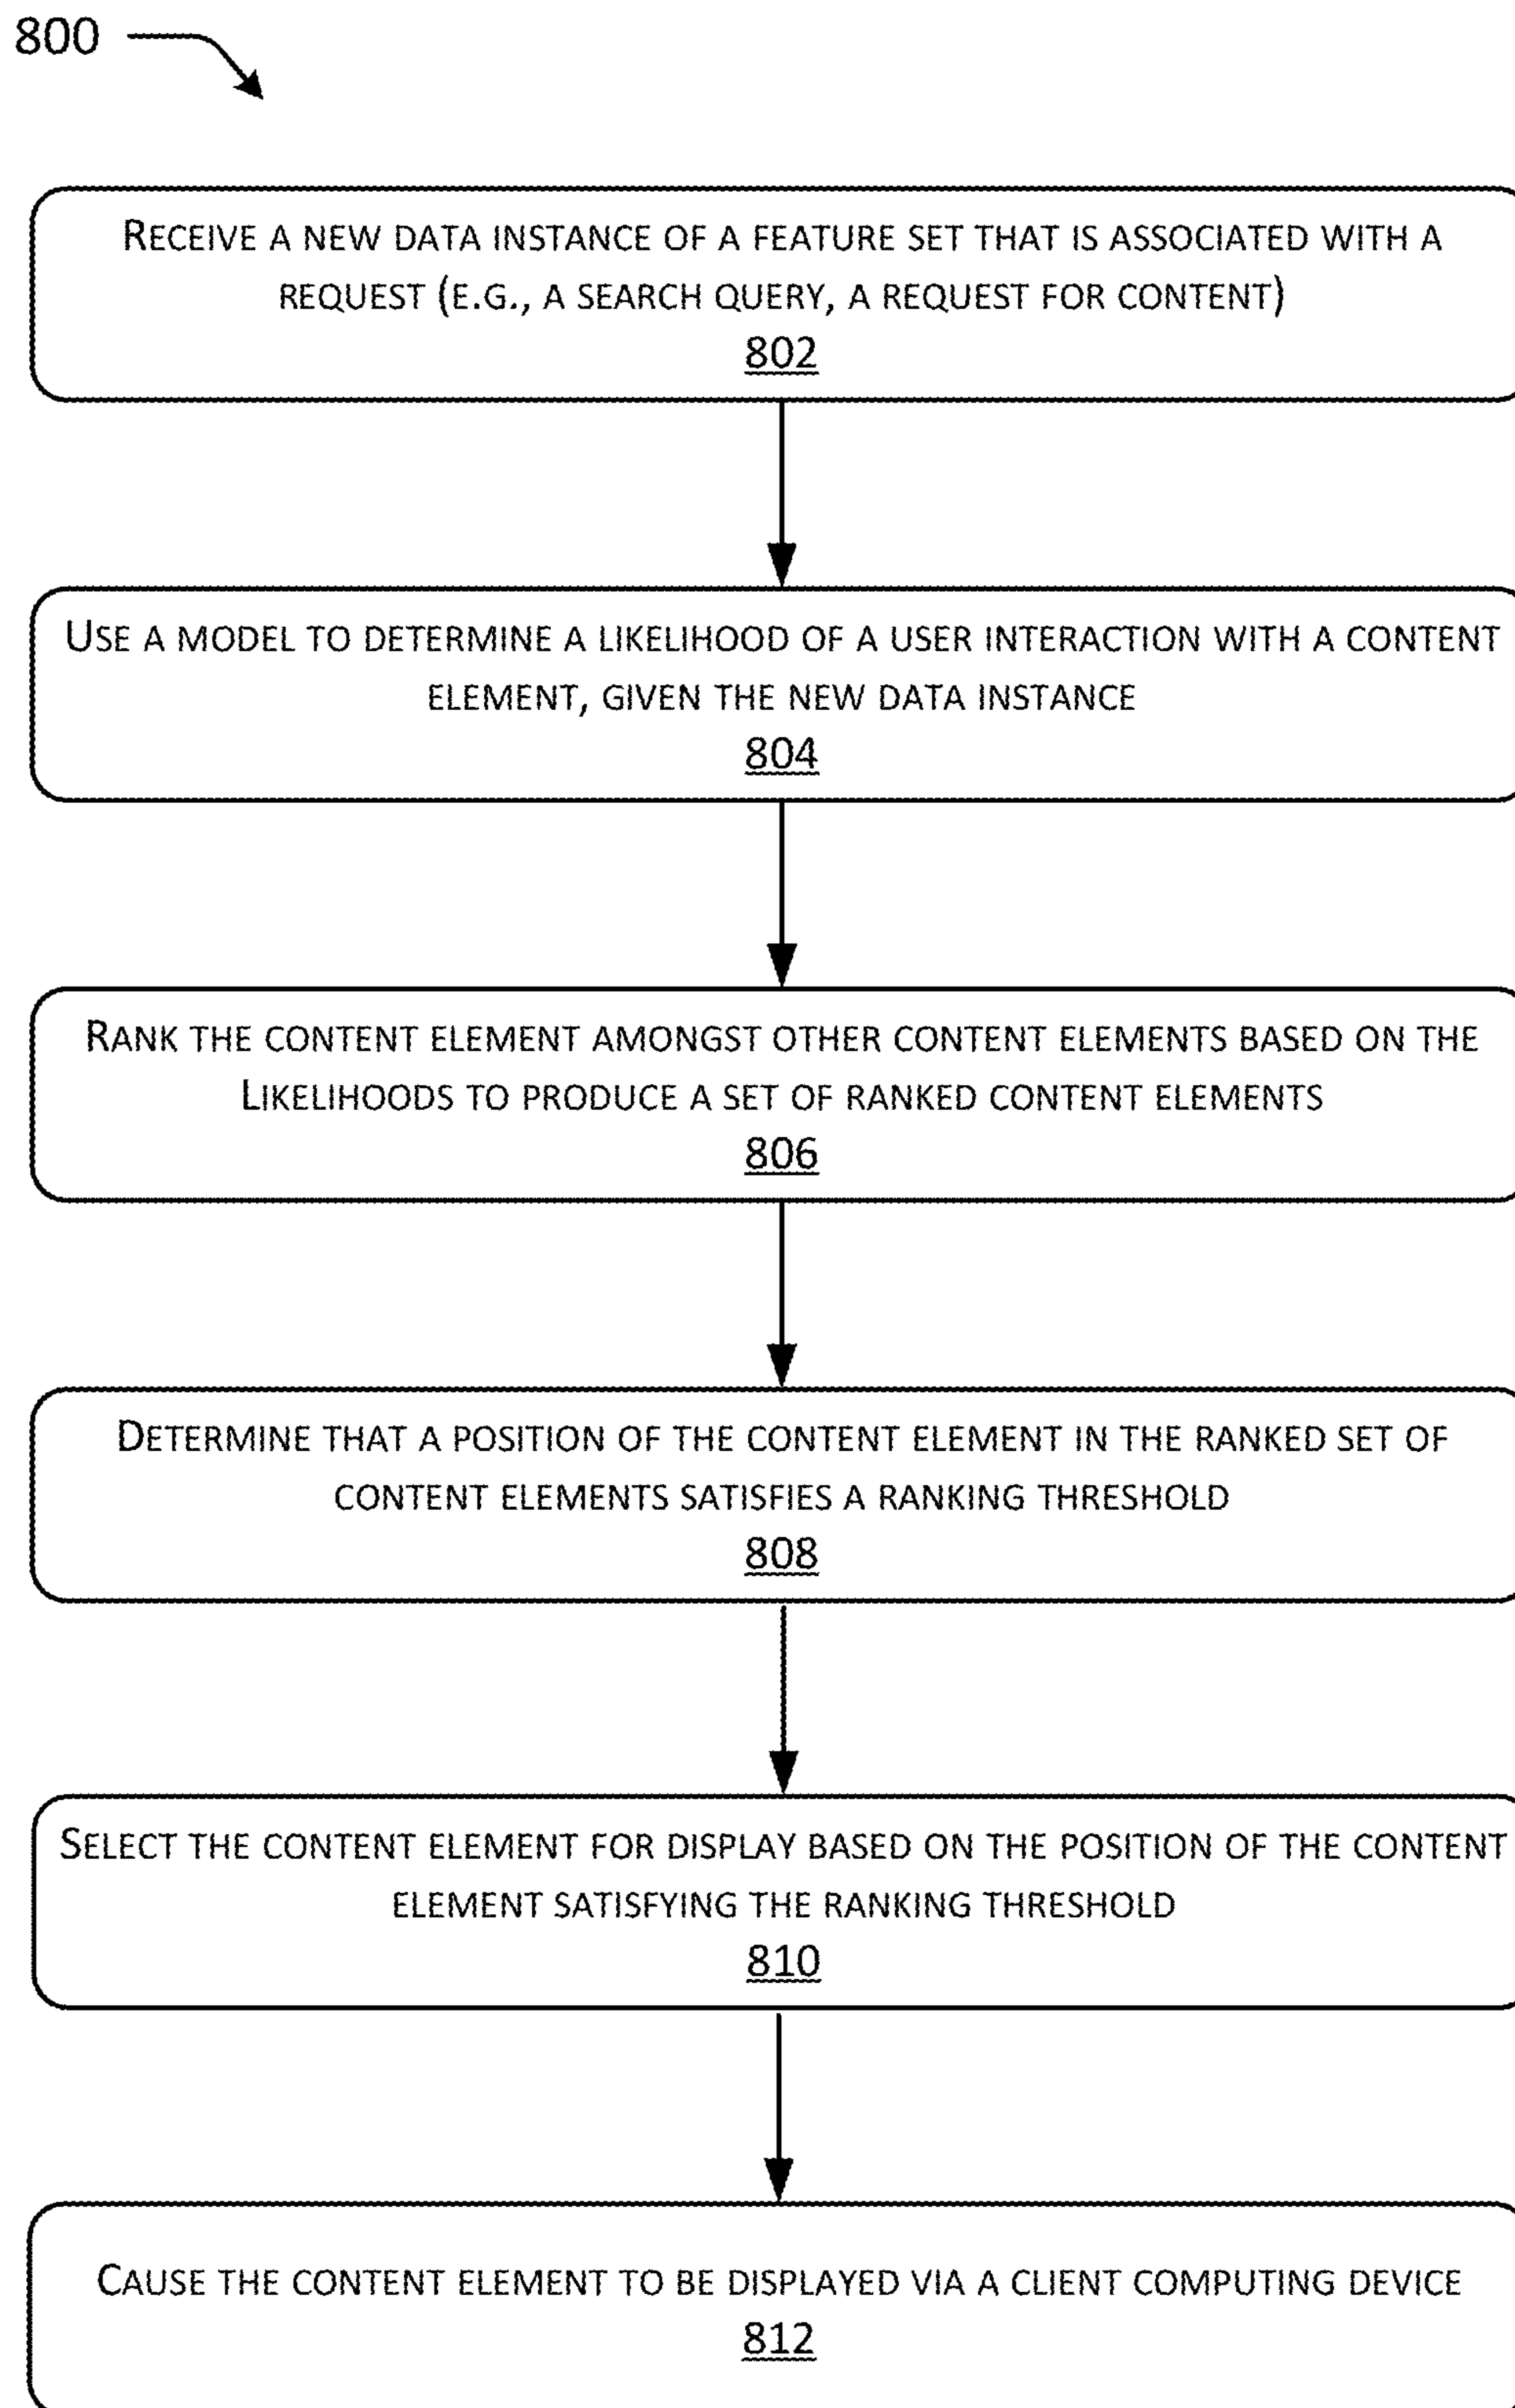 800
RECEIVE A NEW DATA INSTANCE OF A FEATURE SET THAT IS ASSOCIATED WITH A
REQUEST (E.G., A SEARCH QUERY, A REQUEST FOR CONTENT)
802
USE A MODEL TO DETERMINE A LIKELIHOOD OF A USER INTERACTION WITH A CONTENT
ELEMENT, GIVEN THE NEW DATA INSTANCE
804
RANK THE CONTENT ELEMENT AMONGST OTHER CONTENT ELEMENTS BASED ON THE
LIKELIHOODS TO PRODUCE A SET OF RANKED CONTENT ELEMENTS
806
DETERMINE THAT A POSITION OF THE CONTENT ELEMENT IN THE RANKED SET OF
CONTENT ELEMENTS SATISFIES A RANKING THRESHOLD
808
SELECT THE CONTENT ELEMENT FOR DISPLAY BASED ON THE POSITION OF THE CONTENT
ELEMENT SATISFYING THE RANKING THRESHOLD
810
CAUSE THE CONTENT ELEMENT TO BE DISPLAYED VIA A CLIENT COMPUTING DEVICE
812